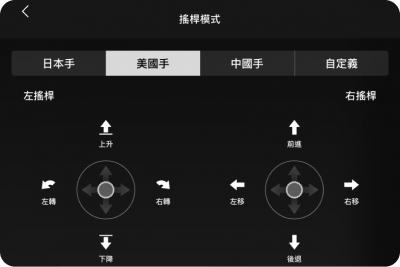 搖桿模式
日本手 美國手 中國手 自定義
左搖桿 右搖桿
上升 前進
左轉 右轉 左移 右移
下降 後退